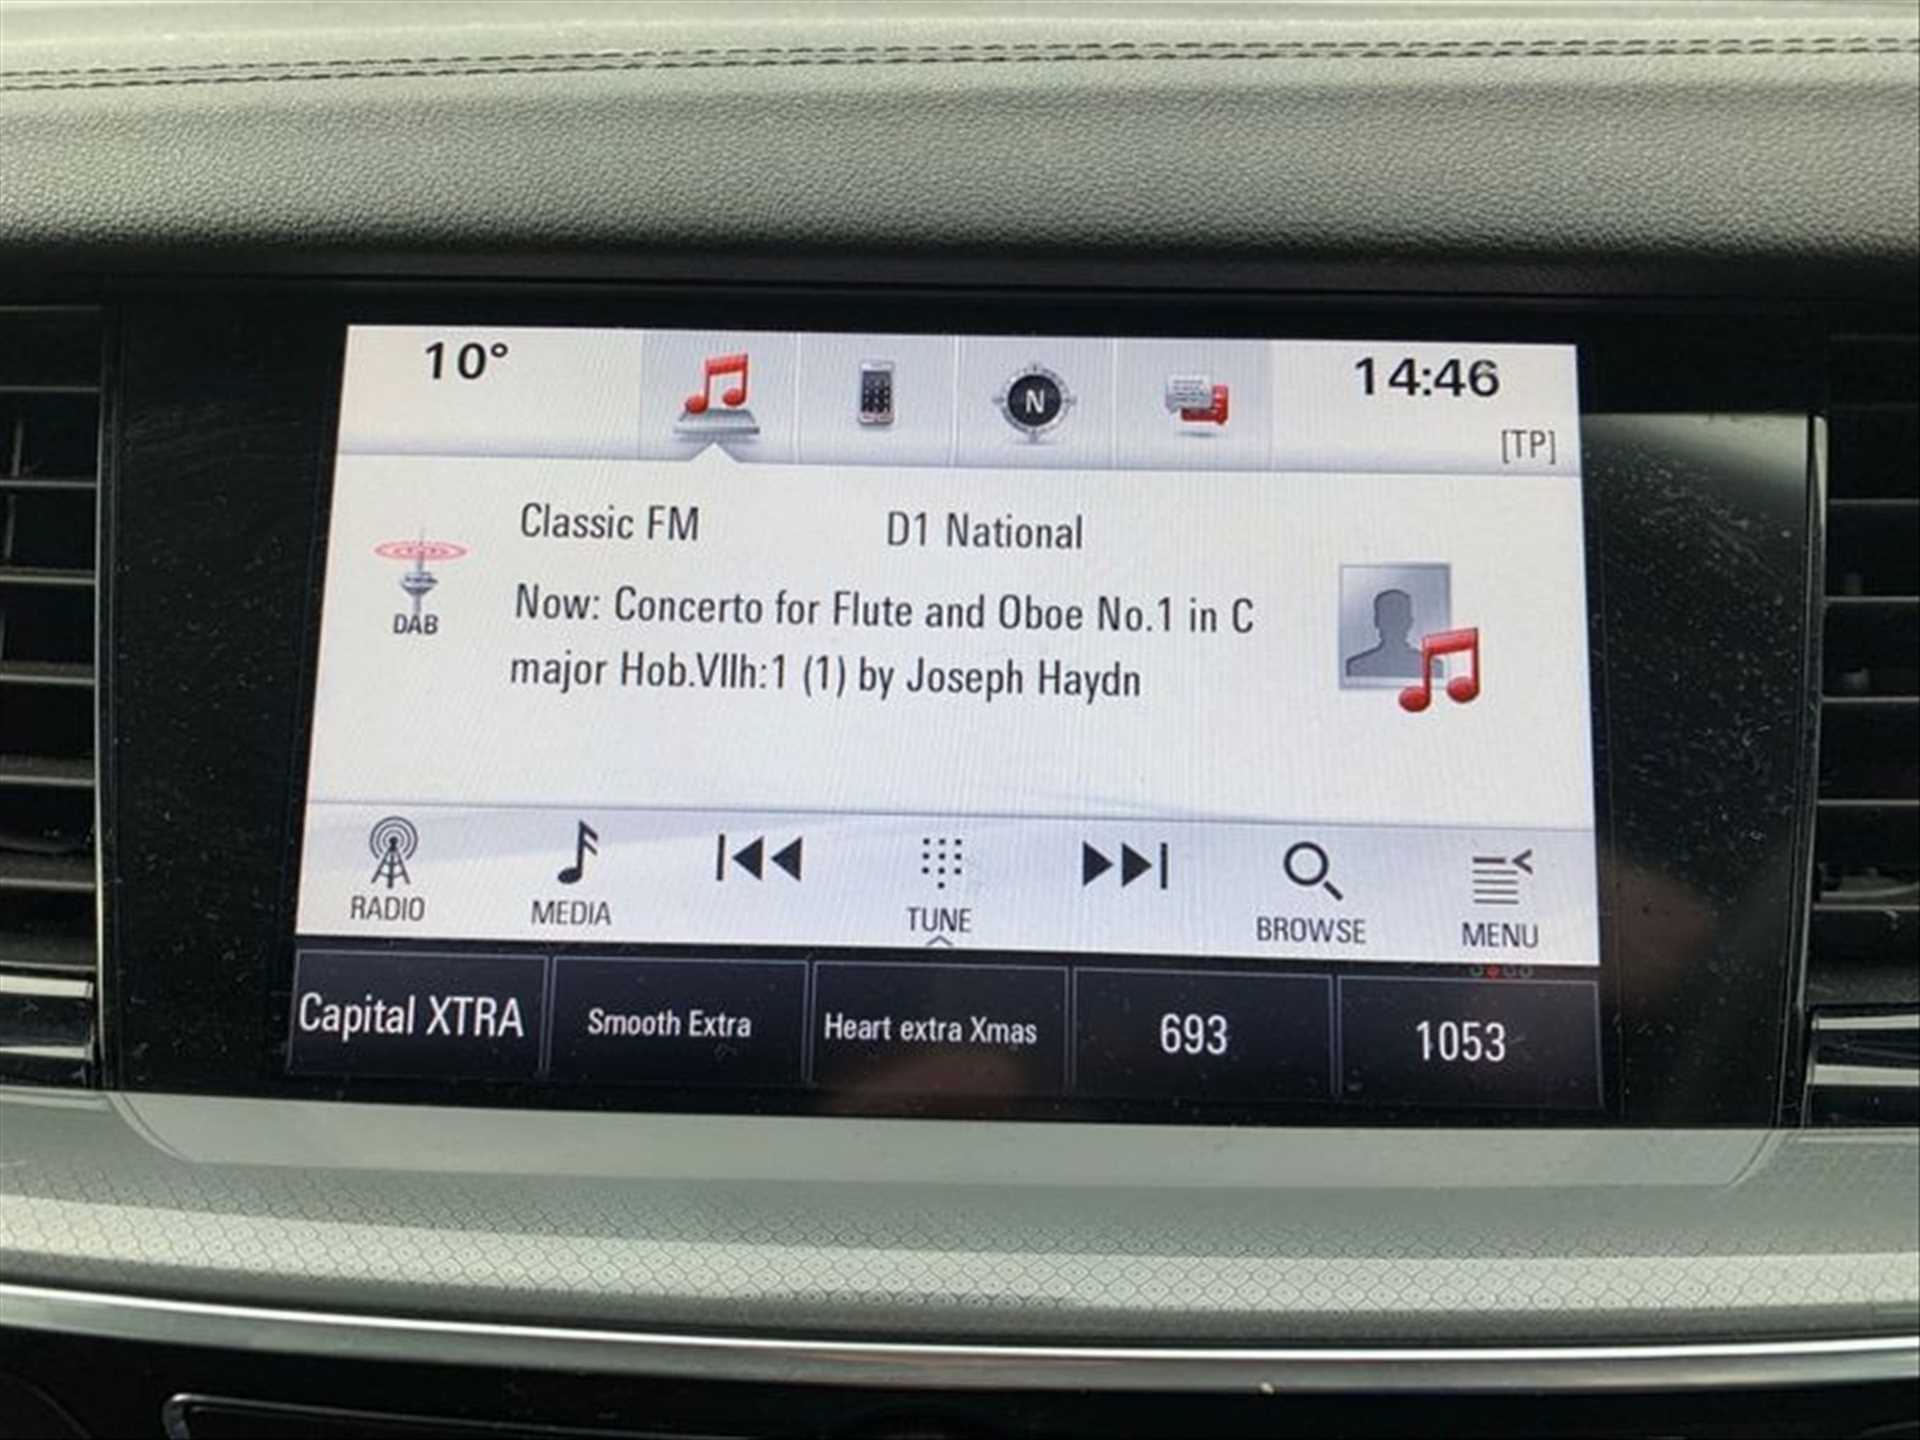 10°
N
14:46
[TP]
Classic FM
D1 National
DAB
Now: Concerto for Flute and Oboe No.1 in C
major Hob.VIIh:1 (1) by Joseph Haydn
RADIO
MEDIA
TUNE
BROWSE
MENU
Capital XTRA
Smooth Extra
Heart extra Xmas
693
1053